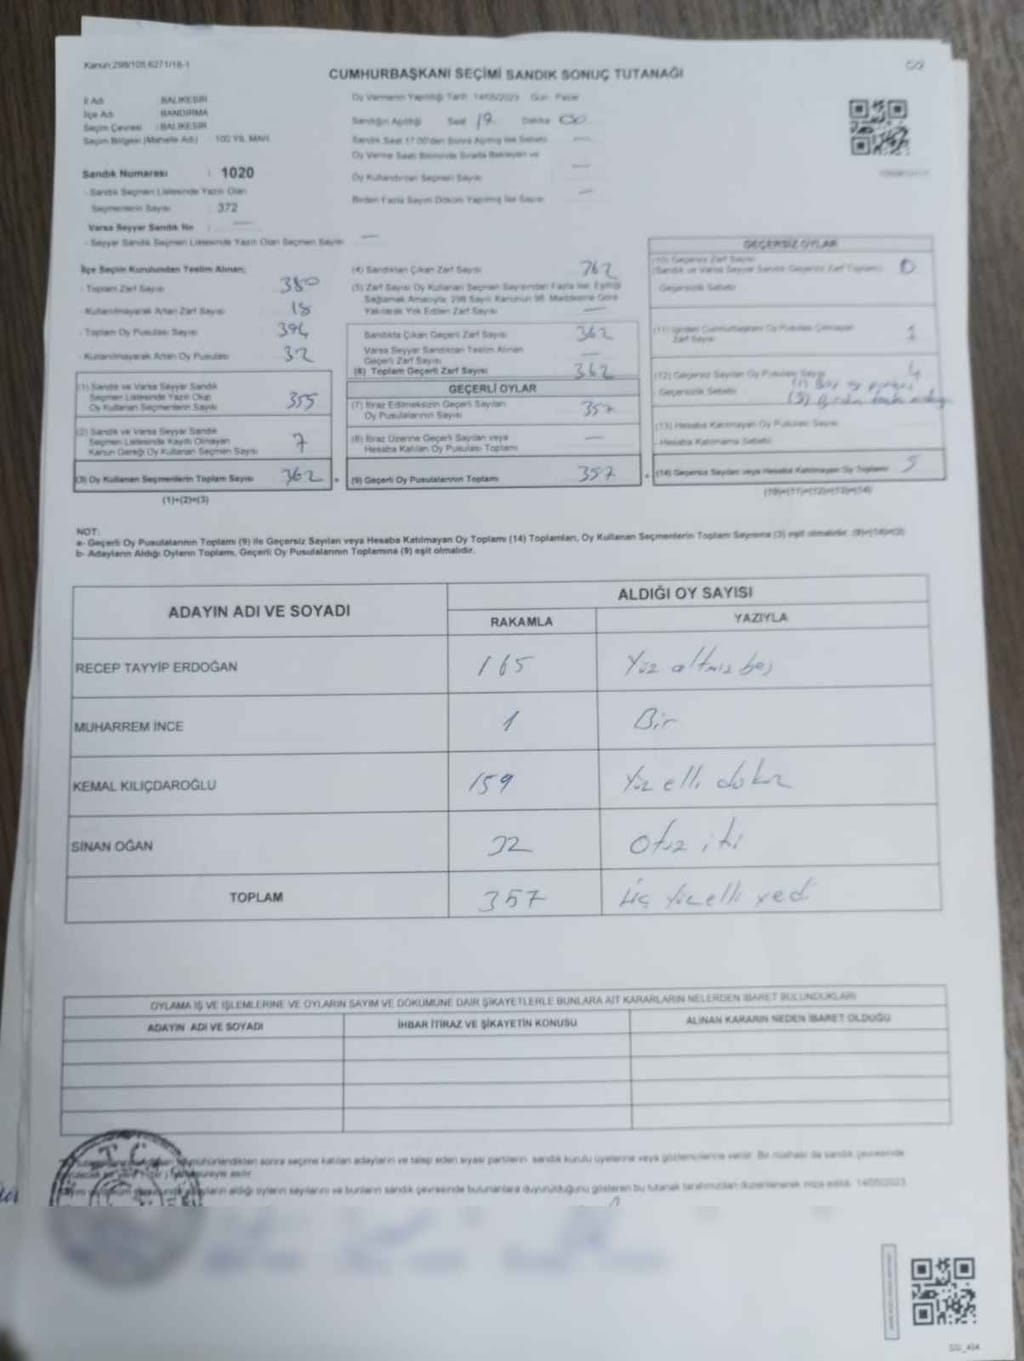 Kanun:298/105,6271/18-1
CUMHURBAŞKANI SEÇİMİ SANDIK SONUÇ TUTANAĞI
İl Adı : BALIKESİR
İlçe Adı : BANDIRMA
Seçim Çevresi : BALIKESİR
Seçim Bölgesi (Mahalle Adı) : 100.YIL MAH.
Sandık Numarası : 1020
- Sandık Seçmen Listesinde Yazılı Olan
Seçmenlerin Sayısı : 372
Varsa Seyyar Sandık No : —
- Seyyar Sandık Seçmen Listesinde Yazılı Olan Seçmen Sayısı —
Oy Vermenin Yapıldığı Tarih 14/05/2023 Gün Pazar
Sandığın Açıldığı Saat 17 Dakika 00
Sandık Saat 17.00'den Sonra Açılmış İse Sebebi —
Oy Verme Saati Bitiminde Sırada Bekleyen ve
Oy Kullandırılan Seçmen Sayısı —
Birden Fazla Sayım Döküm Yapılmış İse Sayısı —
İlçe Seçim Kurulundan Teslim Alınan;
- Toplam Zarf Sayısı : 380
- Kullanılmayarak Artan Zarf Sayısı : 18
- Toplam Oy Pusulası Sayısı : 394
- Kullanılmayarak Artan Oy Pusulası : 32
(1) Sandık ve Varsa Seyyar Sandık
Seçmen Listesinde Yazılı Olup
Oy Kullanan Seçmenlerin Sayısı : 355
(2) Sandık ve Varsa Seyyar Sandık
Seçmen Listesinde Kayıtlı Olmayan
Kanun Gereği Oy Kullanan Seçmen Sayısı : 7
(3) Oy Kullanan Seçmenlerin Toplam Sayısı : 362
(1)+(2)=(3)
(4) Sandıktan Çıkan Zarf Sayısı 362
(5) Zarf Sayısı Oy Kullanan Seçmen Sayısından Fazla İse, Eşitliği
Sağlamak Amacıyla 298 Sayılı Kanunun 98. Maddesine Göre
Yakılarak Yok Edilen Zarf Sayısı —
Sandıkta Çıkan Geçerli Zarf Sayısı 362
Varsa Seyyar Sandıktan Teslim Alınan
Geçerli Zarf Sayısı —
(6) Toplam Geçerli Zarf Sayısı 362
GEÇERLİ OYLAR
(7) İtiraz Edilmeksizin Geçerli Sayılan
Oy Pusulalarının Sayısı 357
(8) İtiraz Üzerine Geçerli Sayılan veya
Hesaba Katılan Oy Pusulası Toplamı —
(9) Geçerli Oy Pusulalarının Toplamı 357
GEÇERSİZ OYLAR
(10) Geçersiz Zarf Sayısı
(Sandık ve Varsa Seyyar Sandık Geçersiz Zarf Toplamı) 0
Geçersizlik Sebebi
(11) İçinden Cumhurbaşkanı Oy Pusulası Çıkmayan
Zarf Sayısı 1
(12) Geçersiz Sayılan Oy Pusulası Sayısı 4
Geçersizlik Sebebi
(13) Hesaba Katılmayan Oy Pusulası Sayısı
- Hesaba Katılmama Sebebi
(14) Geçersiz Sayılan veya Hesaba Katılmayan Oy Toplamı 5
(10)+(11)+(12)+(13)=(14)
NOT:
a- Geçerli Oy Pusulalarının Toplamı (9) ile Geçersiz Sayılan veya Hesaba Katılmayan Oy Toplamı (14) Toplamları, Oy Kullanan Seçmenlerin Toplam Sayısına (3) eşit olmalıdır. (9)+(14)=(3)
b- Adayların Aldığı Oyların Toplamı, Geçerli Oy Pusulalarının Toplamına (9) eşit olmalıdır.
ADAYIN ADI VE SOYADI ALDIĞI OY SAYISI
RAKAMLA YAZIYLA
RECEP TAYYİP ERDOĞAN 165 Yüz altmış beş
MUHARREM İNCE 1 Bir
KEMAL KILIÇDAROĞLU 159 Yüz elli dokuz
SİNAN OĞAN 32 Otuz iki
TOPLAM 357 Üç Yüz elli yedi
OYLAMA İŞ VE İŞLEMLERİNE VE OYLARIN SAYIM VE DÖKÜMÜNE DAİR ŞİKAYETLERLE BUNLARA AİT KARARLARIN NELERDEN İBARET BULUNDUKLARI
ADAYIN ADI VE SOYADI İHBAR İTİRAZ VE ŞİKAYETİN KONUSU ALINAN KARARIN NEDEN İBARET OLDUĞU
T.C.
sonra seçime katılan adayların ve talep eden siyasi partilerin sandık kurulu üyelerine veya gözlemcilerine verilir. Bir nüshası da sandık çevresinde
aldığı oyların sayılarını ve bunların sandık çevresinde bulunanlara duyurulduğunu gösteren bu tutanak tarafımızdan düzenlenerek imza edildi. 14/05/2023